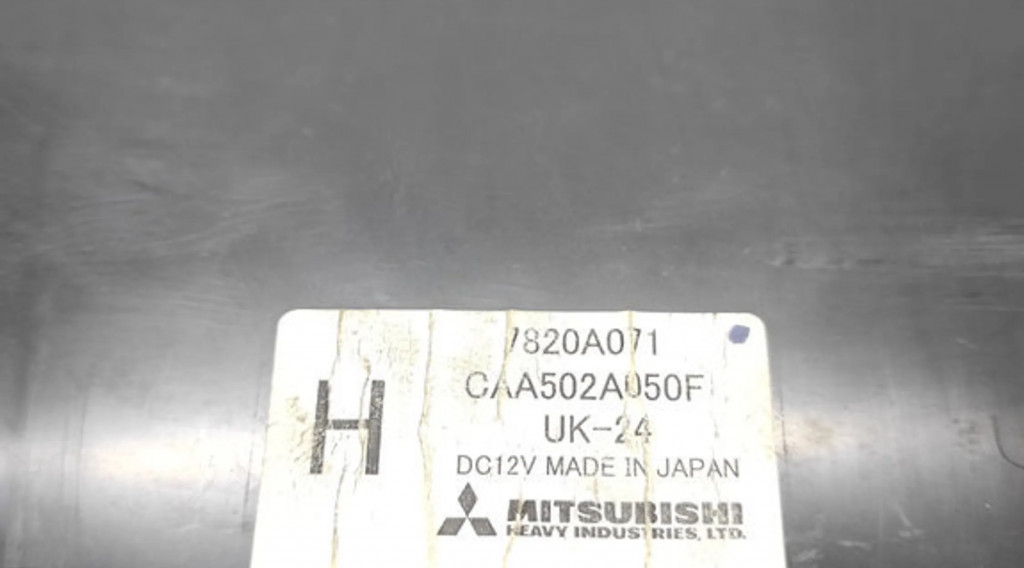 7820A071
CAA502A050F
UK-24
H
DC12V MADE IN JAPAN
MITSUBISHI
HEAVY INDUSTRIES, LTD.